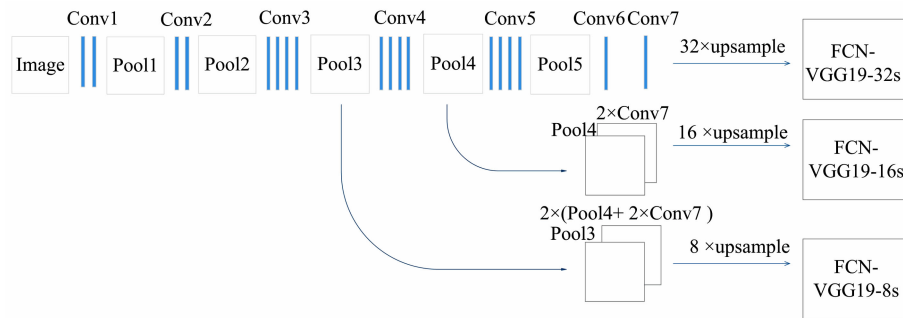 Conv1 Conv2 Conv3 Conv4 Conv5 Conv6 Conv7
Image Pool1 Pool2 Pool3 Pool4 Pool5
32×upsample
FCN-
VGG19-32s
2×Conv7
Pool4
16 ×upsample
FCN-
VGG19-16s
2×(Pool4+ 2×Conv7 )
Pool3
8 ×upsample
FCN-
VGG19-8s